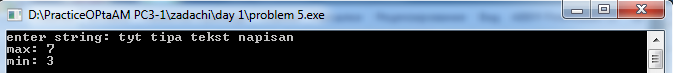 D:\PracticeOPtaAM PC3-1\zadachi\day 1\problem 5.exe
enter string: tyt tipa tekst napisan
max: 7
min: 3